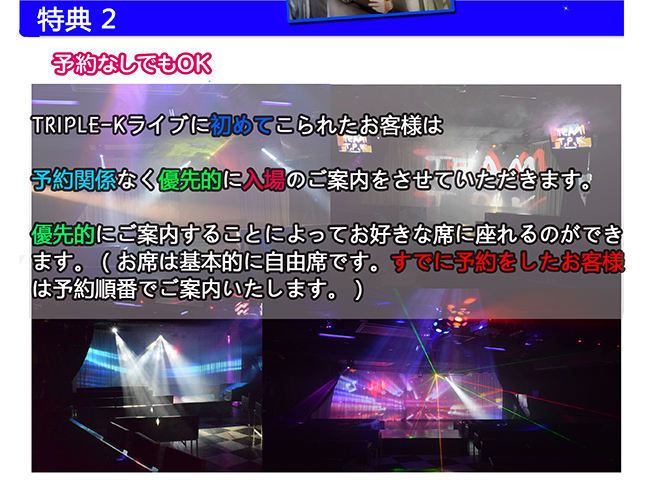 特典 2
予約なしでもOK
TRIPLE-Kライブに初めてこられたお客様は
予約関係なく優先的に入場のご案内をさせていただきます。
優先的にご案内することによってお好きな席に座れるのができ
ます。（お席は基本的に自由席です。すでに予約をしたお客様
は予約順番でご案内いたします。）